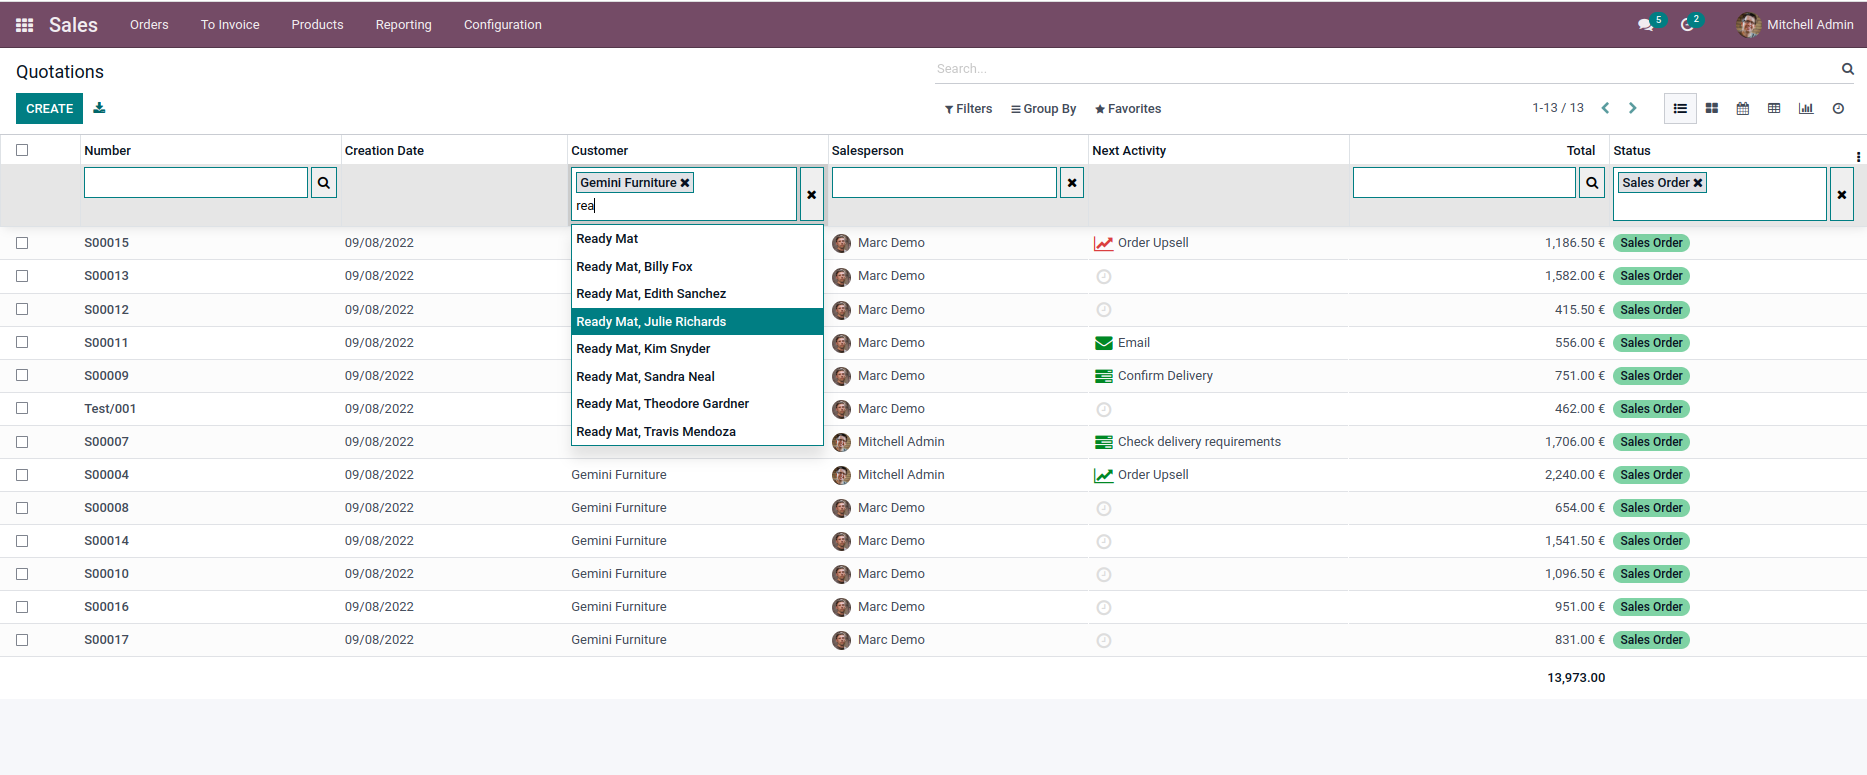 Sales Orders To Invoice Products Reporting Configuration 5 2 Mitchell Admin
Quotations
Search...
CREATE
Filters Group By Favorites 1-13 / 13
Number Creation Date Customer Salesperson Next Activity Total Status
Gemini Furniture Sales Order
rea
Ready Mat
Ready Mat, Billy Fox
Ready Mat, Edith Sanchez
Ready Mat, Julie Richards
Ready Mat, Kim Snyder
Ready Mat, Sandra Neal
Ready Mat, Theodore Gardner
Ready Mat, Travis Mendoza
S00015 09/08/2022 Marc Demo Order Upsell 1,186.50 € Sales Order
S00013 09/08/2022 Marc Demo 1,582.00 € Sales Order
S00012 09/08/2022 Marc Demo 415.50 € Sales Order
S00011 09/08/2022 Marc Demo Email 556.00 € Sales Order
S00009 09/08/2022 Marc Demo Confirm Delivery 751.00 € Sales Order
Test/001 09/08/2022 Marc Demo 462.00 € Sales Order
S00007 09/08/2022 Mitchell Admin Check delivery requirements 1,706.00 € Sales Order
S00004 09/08/2022 Gemini Furniture Mitchell Admin Order Upsell 2,240.00 € Sales Order
S00008 09/08/2022 Gemini Furniture Marc Demo 654.00 € Sales Order
S00014 09/08/2022 Gemini Furniture Marc Demo 1,541.50 € Sales Order
S00010 09/08/2022 Gemini Furniture Marc Demo 1,096.50 € Sales Order
S00016 09/08/2022 Gemini Furniture Marc Demo 951.00 € Sales Order
S00017 09/08/2022 Gemini Furniture Marc Demo 831.00 € Sales Order
13,973.00